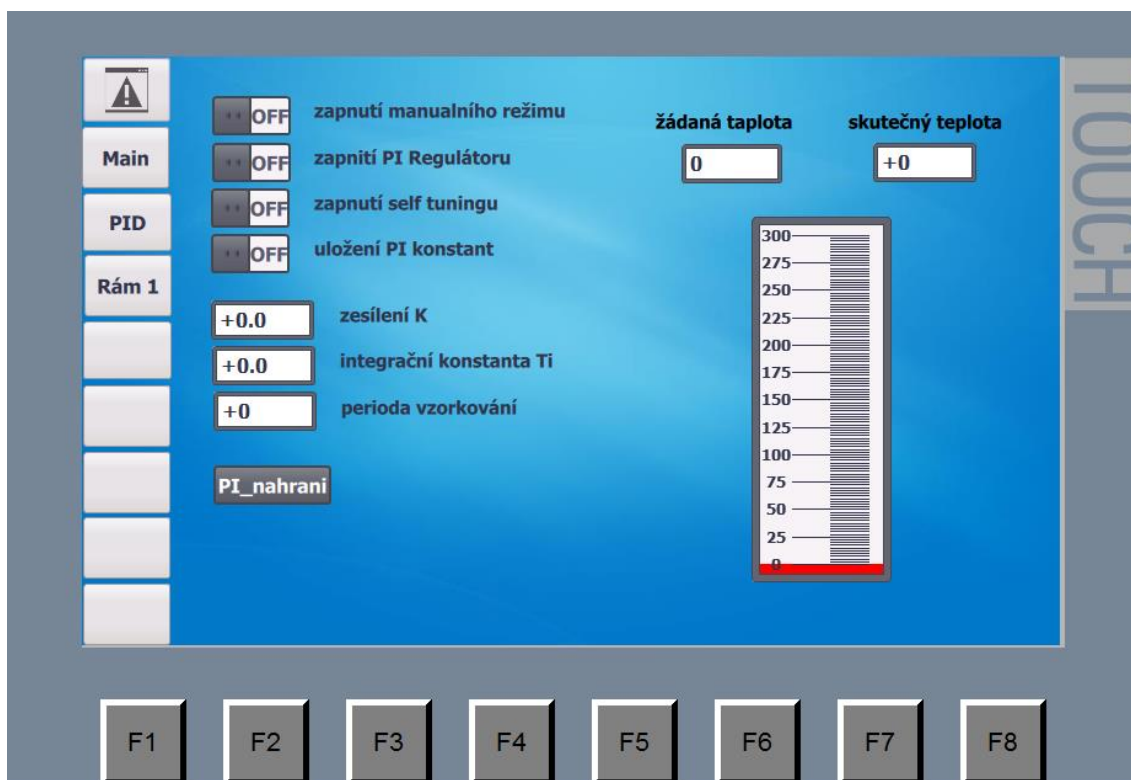 Main
PID
Rám 1
OFF zapnutí manualního režimu
OFF zapnití PI Regulátoru
OFF zapnutí self tuningu
OFF uložení PI konstant
+0.0 zesílení K
+0.0 integrační konstanta Ti
+0 perioda vzorkování
PI_nahrani
žádaná taplota skutečný teplota
0 +0
300
275
250
225
200
175
150
125
100
75
50
25
0
TOUCH
F1 F2 F3 F4 F5 F6 F7 F8